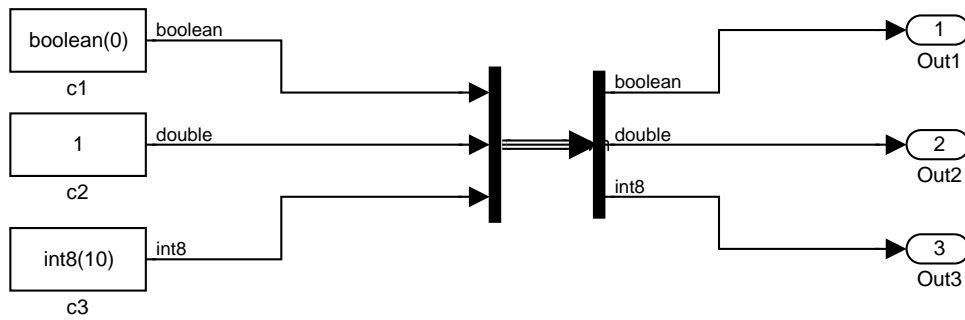 boolean(0)
boolean
c1
1
double
c2
int8(10)
int8
c3
boolean
double
int8
1
Out1
2
Out2
3
Out3